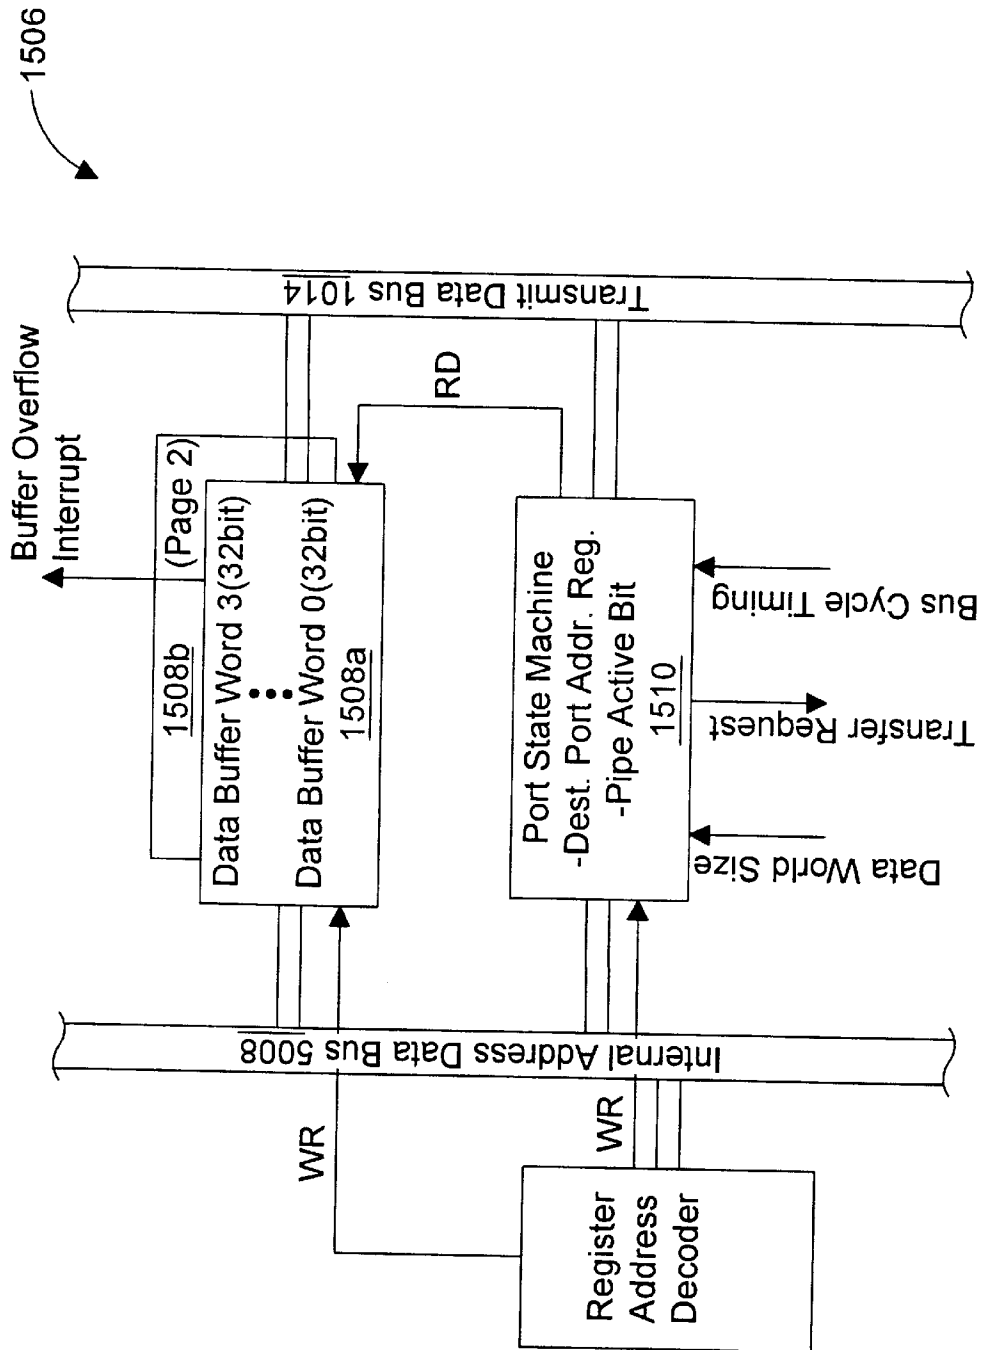 1506
Buffer Overflow
Interrupt
(Page 2)
1508b
Data Buffer Word 3(32bit)
Data Buffer Word 0(32bit)
1508a
RD
Transmit Data Bus 1014
Port State Machine
-Dest. Port Addr. Reg.
-Pipe Active Bit
1510
Bus Cycle Timing
Transfer Request
Data World Size
Internal Address Data Bus 5008
WR
WR
Register
Address
Decoder